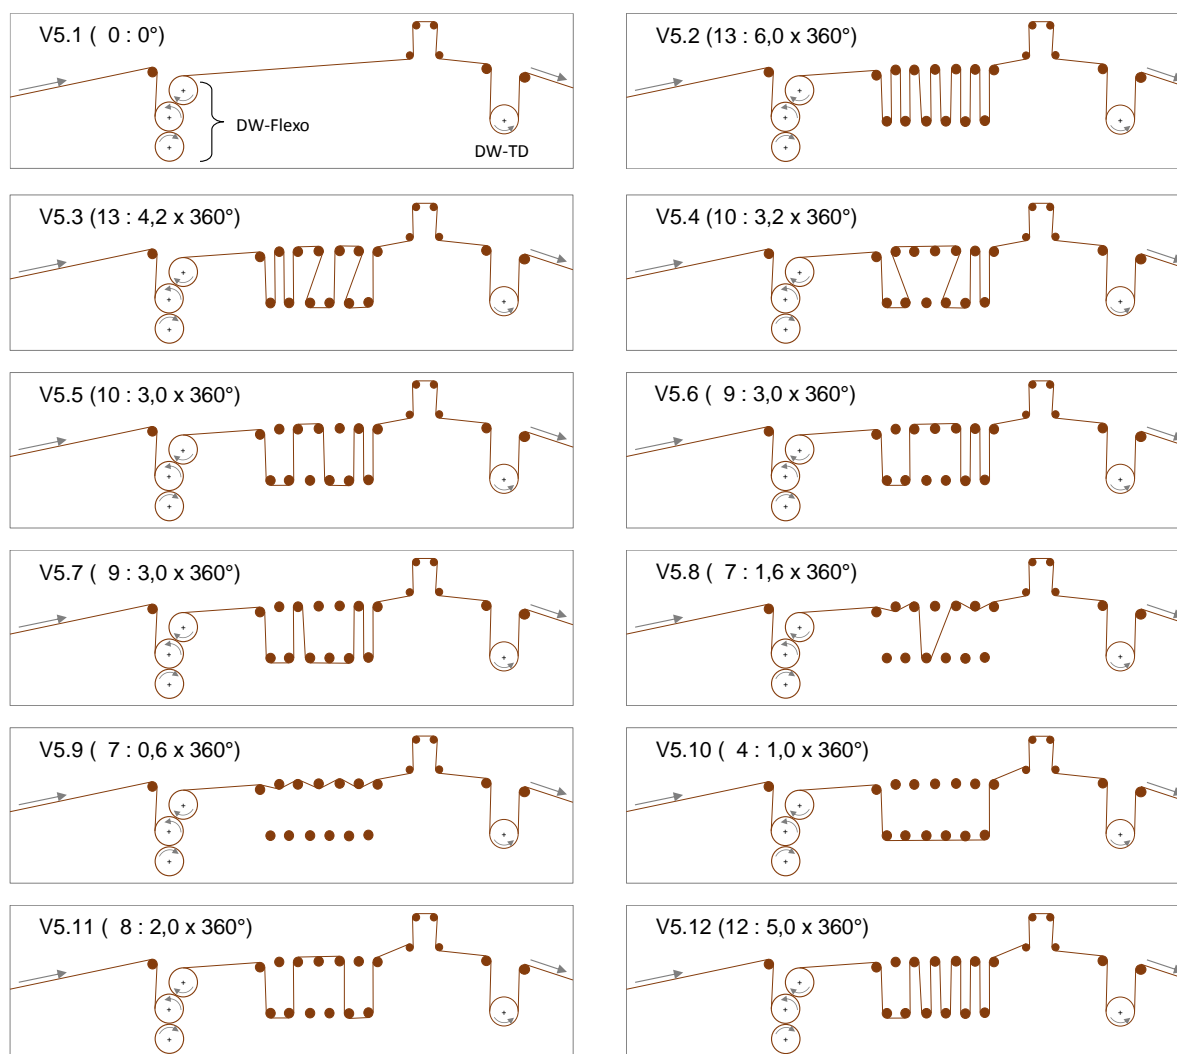 V5.1 (  0 : 0°)
DW-Flexo
DW-TD
V5.2 (13 : 6,0 x 360°)
V5.3 (13 : 4,2 x 360°)
V5.4 (10 : 3,2 x 360°)
V5.5 (10 : 3,0 x 360°)
V5.6 (  9 : 3,0 x 360°)
V5.7 (  9 : 3,0 x 360°)
V5.8 (  7 : 1,6 x 360°)
V5.9 (  7 : 0,6 x 360°)
V5.10 (  4 : 1,0 x 360°)
V5.11 (  8 : 2,0 x 360°)
V5.12 (12 : 5,0 x 360°)